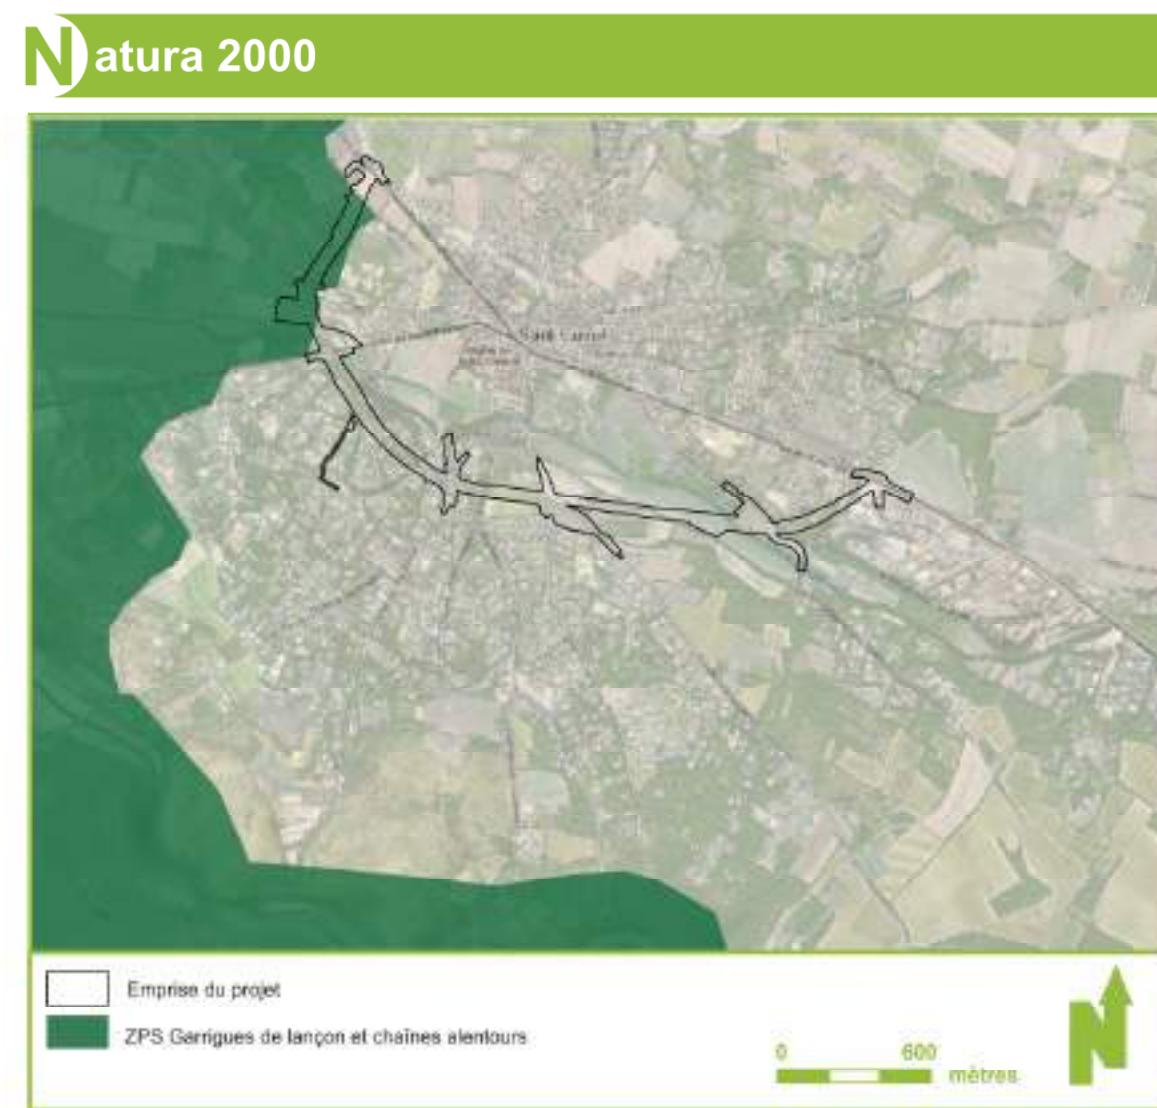 Natura 2000
Emprise du projet
ZPS Garrigues de lançon et chaînes alentours
0 600
mètres
N